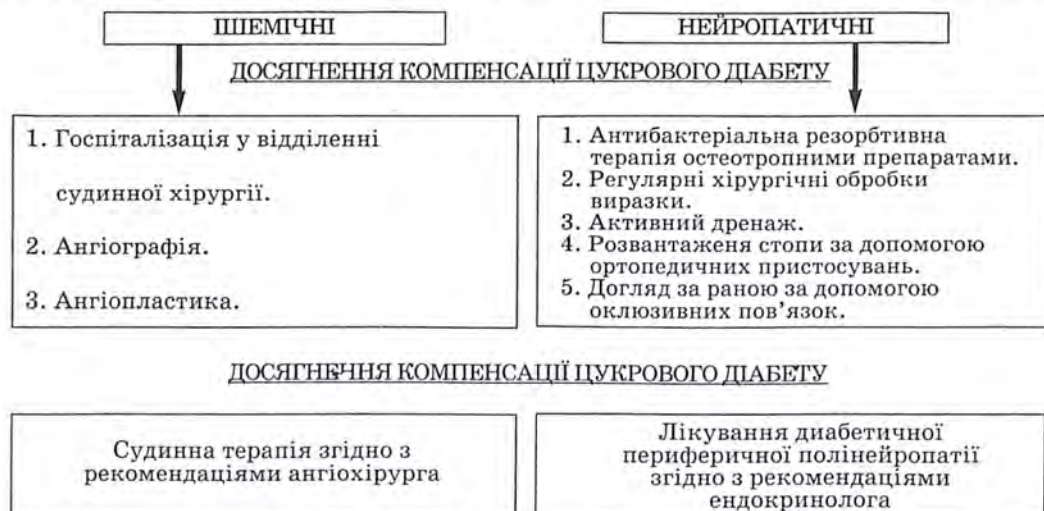 ІШЕМІЧНІ
НЕЙРОПАТИЧНІ
ДОСЯГНЕННЯ КОМПЕНСАЦІЇ ЦУКРОВОГО ДІАБЕТУ
1. Госпіталізація у відділенні
судинної хірургії.
2. Ангіографія.
3. Ангіопластика.
1. Антибактеріальна резорбтивна
терапія остеотропними препаратами.
2. Регулярні хірургічні обробки
виразки.
3. Активний дренаж.
4. Розвантаженя стопи за допомогою
ортопедичних пристосувань.
5. Догляд за раною за допомогою
оклюзивних пов’язок.
ДОСЯГНЕННЯ КОМПЕНСАЦІЇ ЦУКРОВОГО ДІАБЕТУ
Судинна терапія згідно з
рекомендаціями ангіохірурга
Лікування диабетичної
периферичної полінейропатії
згідно з рекомендаціями
ендокринолога